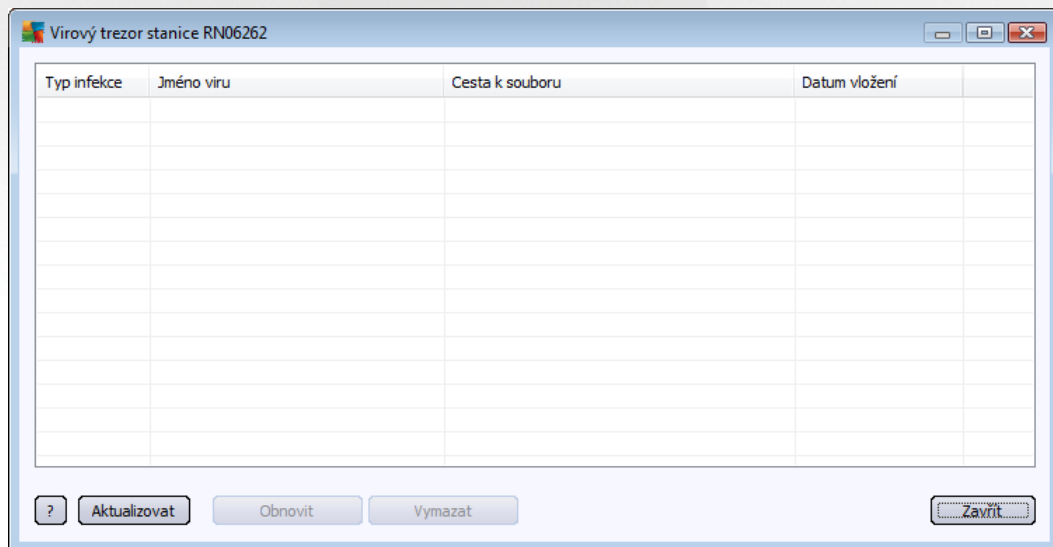 Virový trezor stanice RN06262
Typ infekce Jméno viru Cesta k souboru Datum vložení
? Aktualizovat Obnovit Vymazat Zavřít